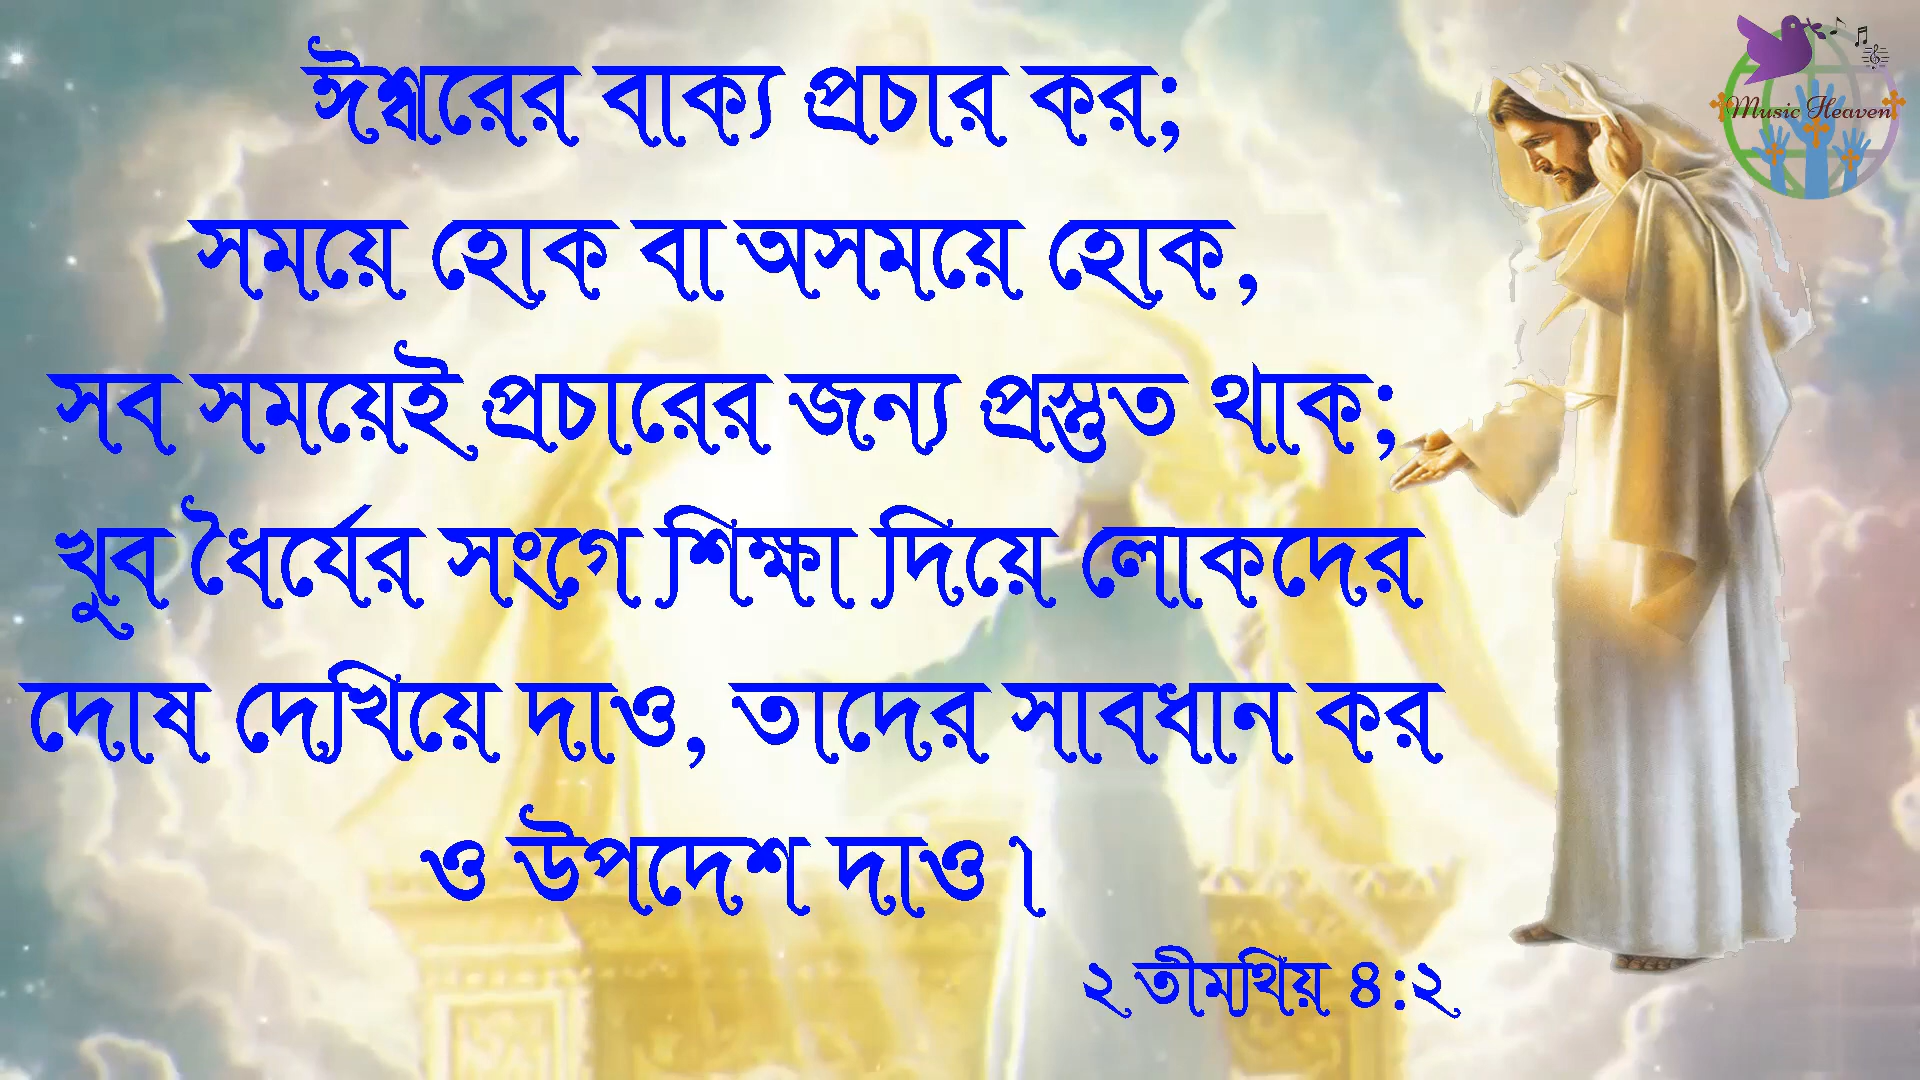 ঈশ্বরের বাক্য প্রচার কর;
সময়ে হোক বা অসময়ে হোক,
সব সময়েই প্রচারের জন্য প্রস্তুত থাক;
খুব ধৈর্যের সংগে শিক্ষা দিয়ে লোকদের
দোষ দেখিয়ে দাও, তাদের সাবধান কর
ও উপদেশ দাও।
২ তীমথিয় ৪:২
Music Heaven